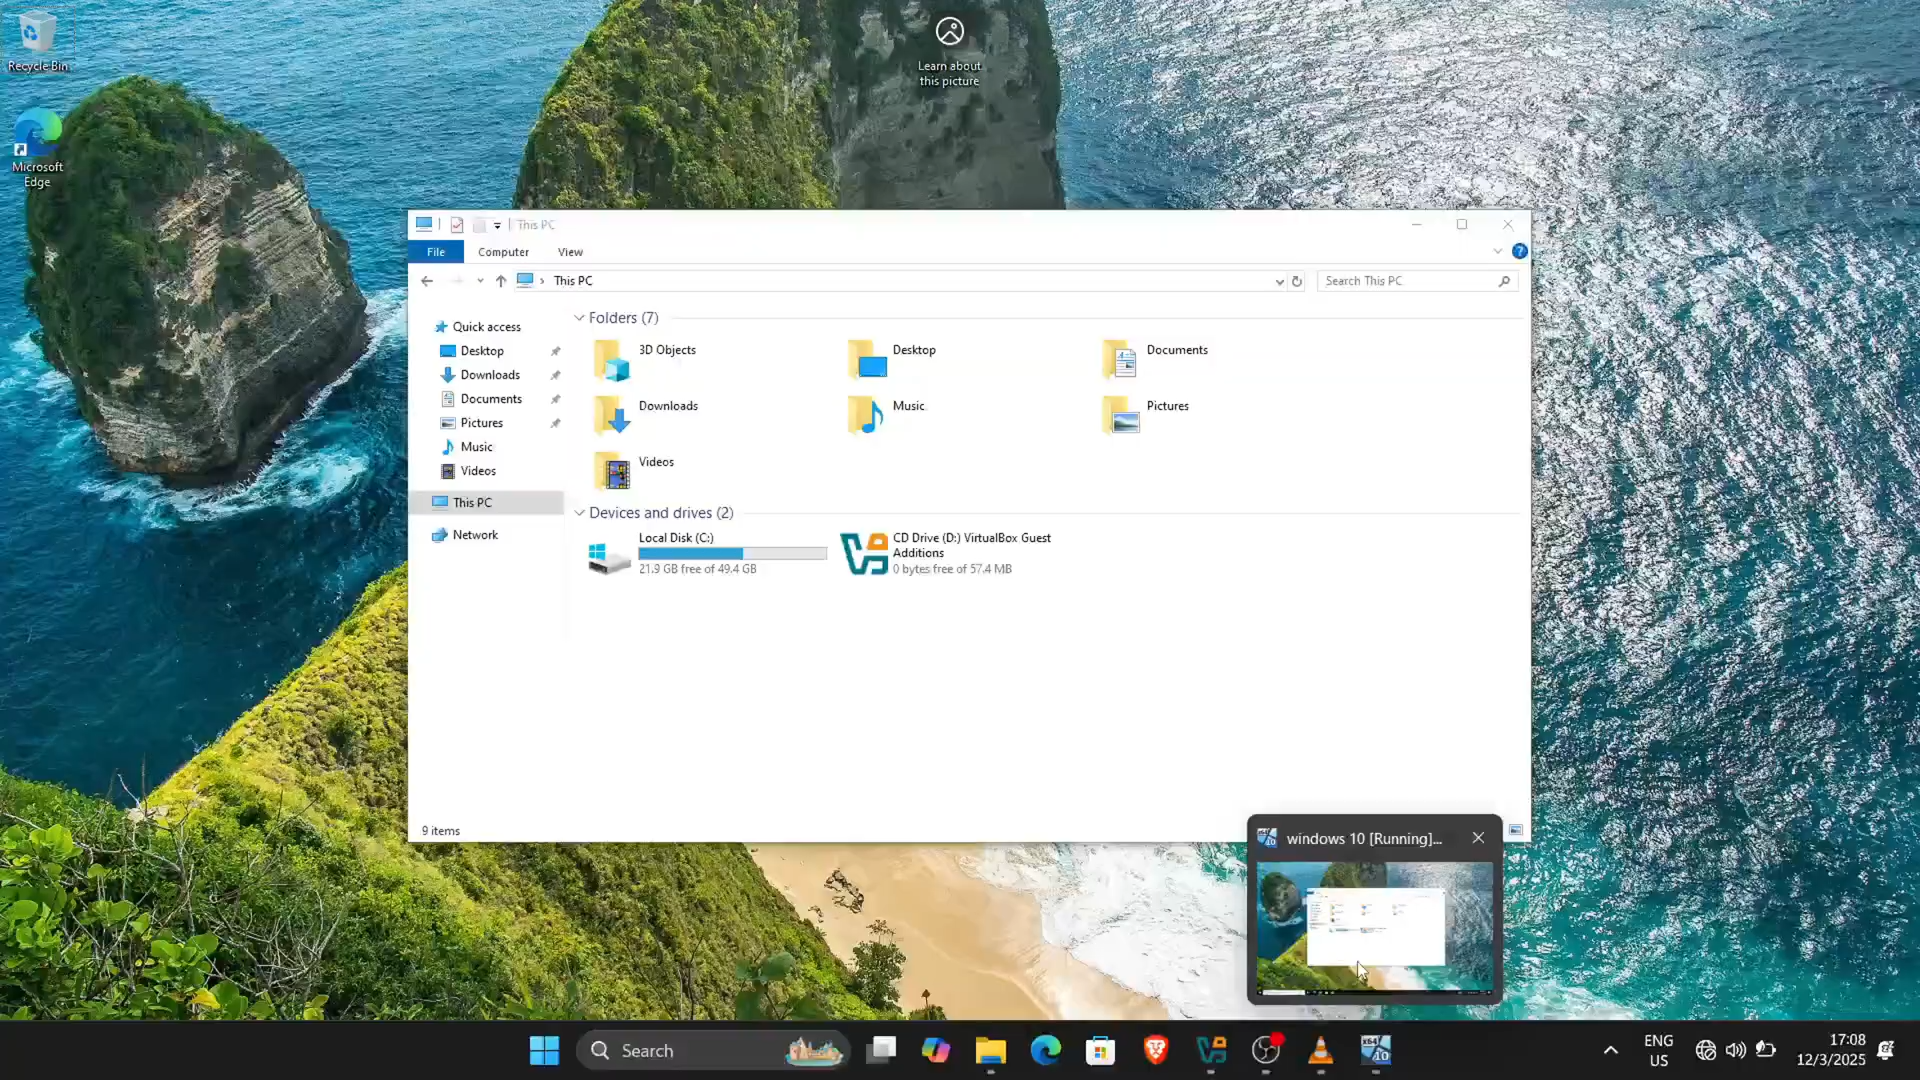 Recycle Bin
Learn about
this picture
Microsoft
Edge
This PC
File
Computer
View
This PC
Search This PC
Quick access
Desktop
Downloads
Documents
Pictures
Music
Videos
This PC
Network
Folders (7)
3D Objects
Desktop
Documents
Downloads
Music
Pictures
Videos
Devices and drives (2)
Local Disk (C:)
21.9 GB free of 49.4 GB
CD Drive (D:) VirtualBox Guest
Additions
0 bytes free of 57.4 MB
9 items
windows 10 [Running]...
Search
ENG
US
17:08
12/3/2025